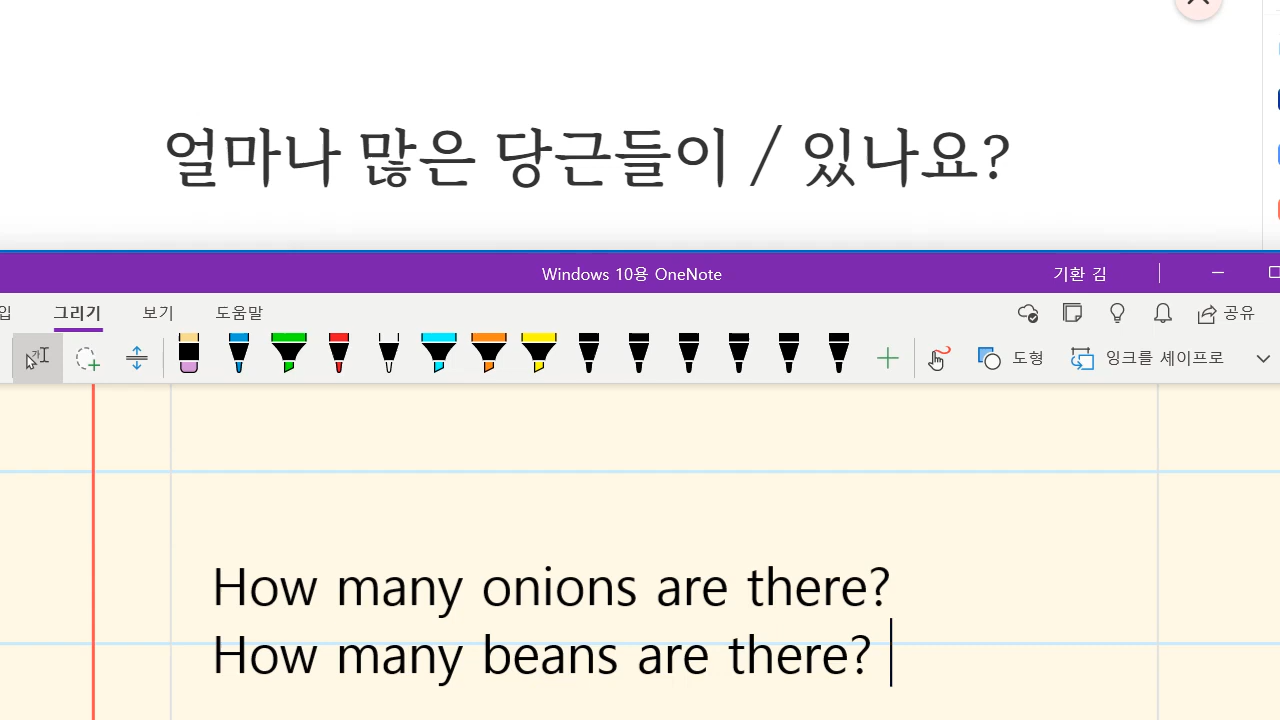 얼마나 많은 당근들이 / 있나요?
Windows 10용 OneNote
기환 김
입
그리기
보기
도움말
공유
가
도형
잉크를 셰이프로
How many onions are there?
How many beans are there?